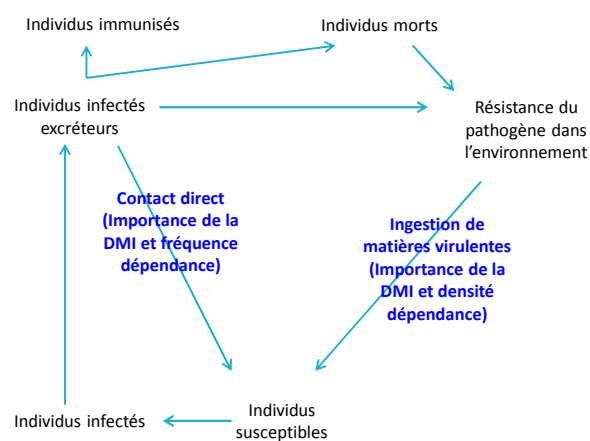 Individus immunisés
Individus morts
Individus infectés
excréteurs
Résistance du
pathogène dans
l’environnement
Contact direct
(Importance de la
DMI et fréquence
dépendance)
Ingestion de
matières virulentes
(Importance de la
DMI et densité
dépendance)
Individus infectés
Individus
susceptibles